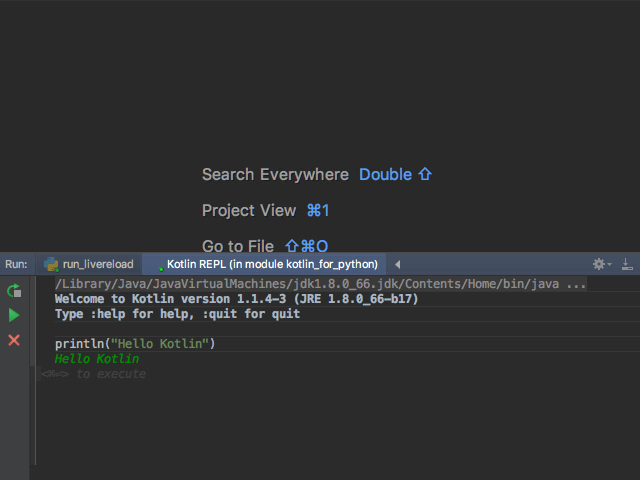 Search Everywhere Double ⇧
Project View ⌘1
Go to File ⇧⌘O
Run: run_livereload Kotlin REPL (in module kotlin_for_python)
/Library/Java/JavaVirtualMachines/jdk1.8.0_66.jdk/Contents/Home/bin/java ...
Welcome to Kotlin version 1.1.4-3 (JRE 1.8.0_66-b17)
Type :help for help, :quit for quit
println("Hello Kotlin")
Hello Kotlin
<⌘⏎> to execute